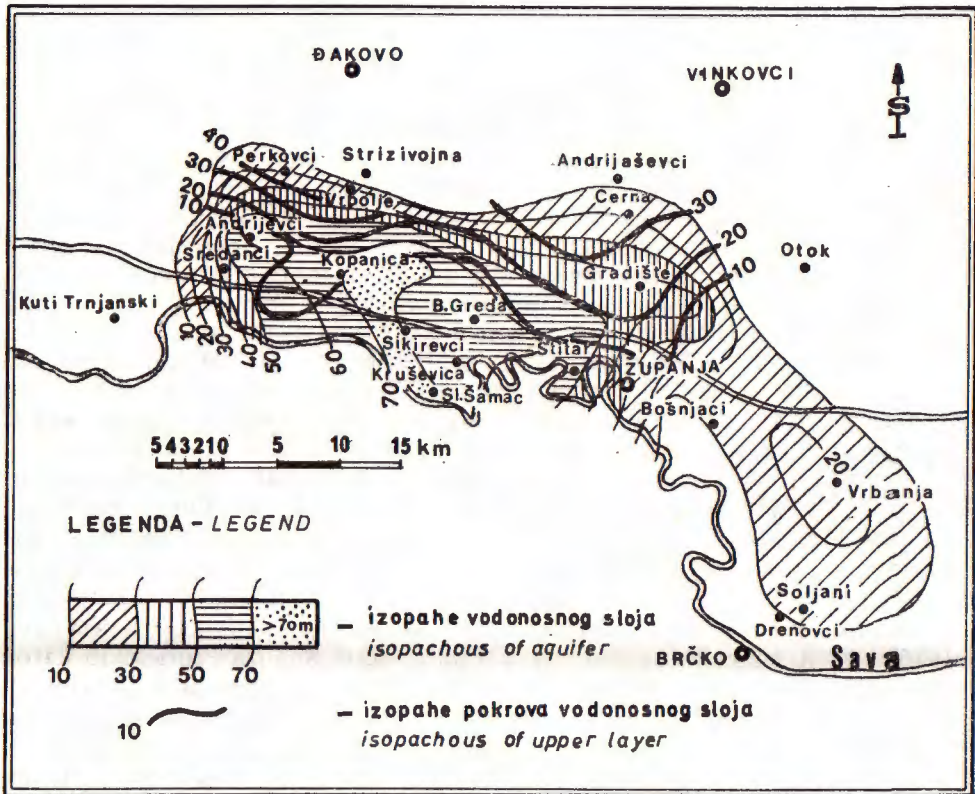 ĐAKOVO
VINKOVCI
S
40
Perkovci
Strizivojna
Andrijaševci
30
20
Vrpolje
Cerna
30
10
Andrijevci
20
Otok
Sredanci
Kopanica
Gradište
10
Kuti Trnjanski
B.Greda
10
20
30
40
50
60
Sikirevci
Štitar
ŽUPANJA
Kruševica
70
Sl.Šamac
Bošnjaci
5 4 3 2 1 0 5 10 15 km
20
Vrbanja
LEGENDA - LEGEND
Soljani
>70m
- izopahe vodonosnog sloja
isopachous of aquifer
Drenovci
BRČKO
Sava
10 30 50 70
10
- izopahe pokrova vodonosnog sloja
isopachous of upper layer